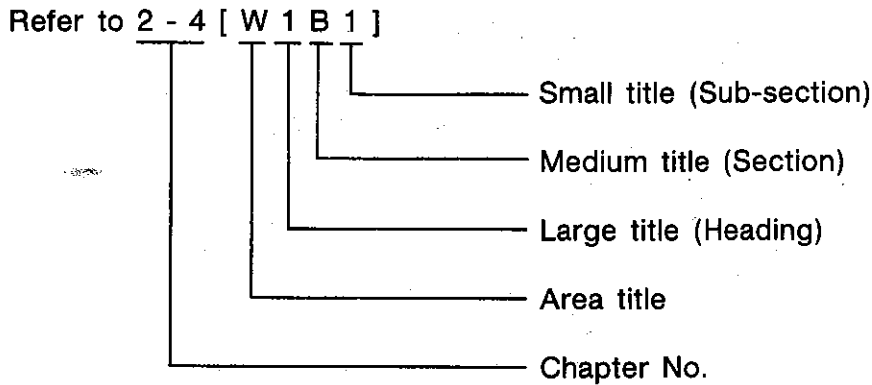 Refer to 2 - 4 [ W 1 B 1 ]
Small title (Sub-section)
Medium title (Section)
Large title (Heading)
Area title
Chapter No.